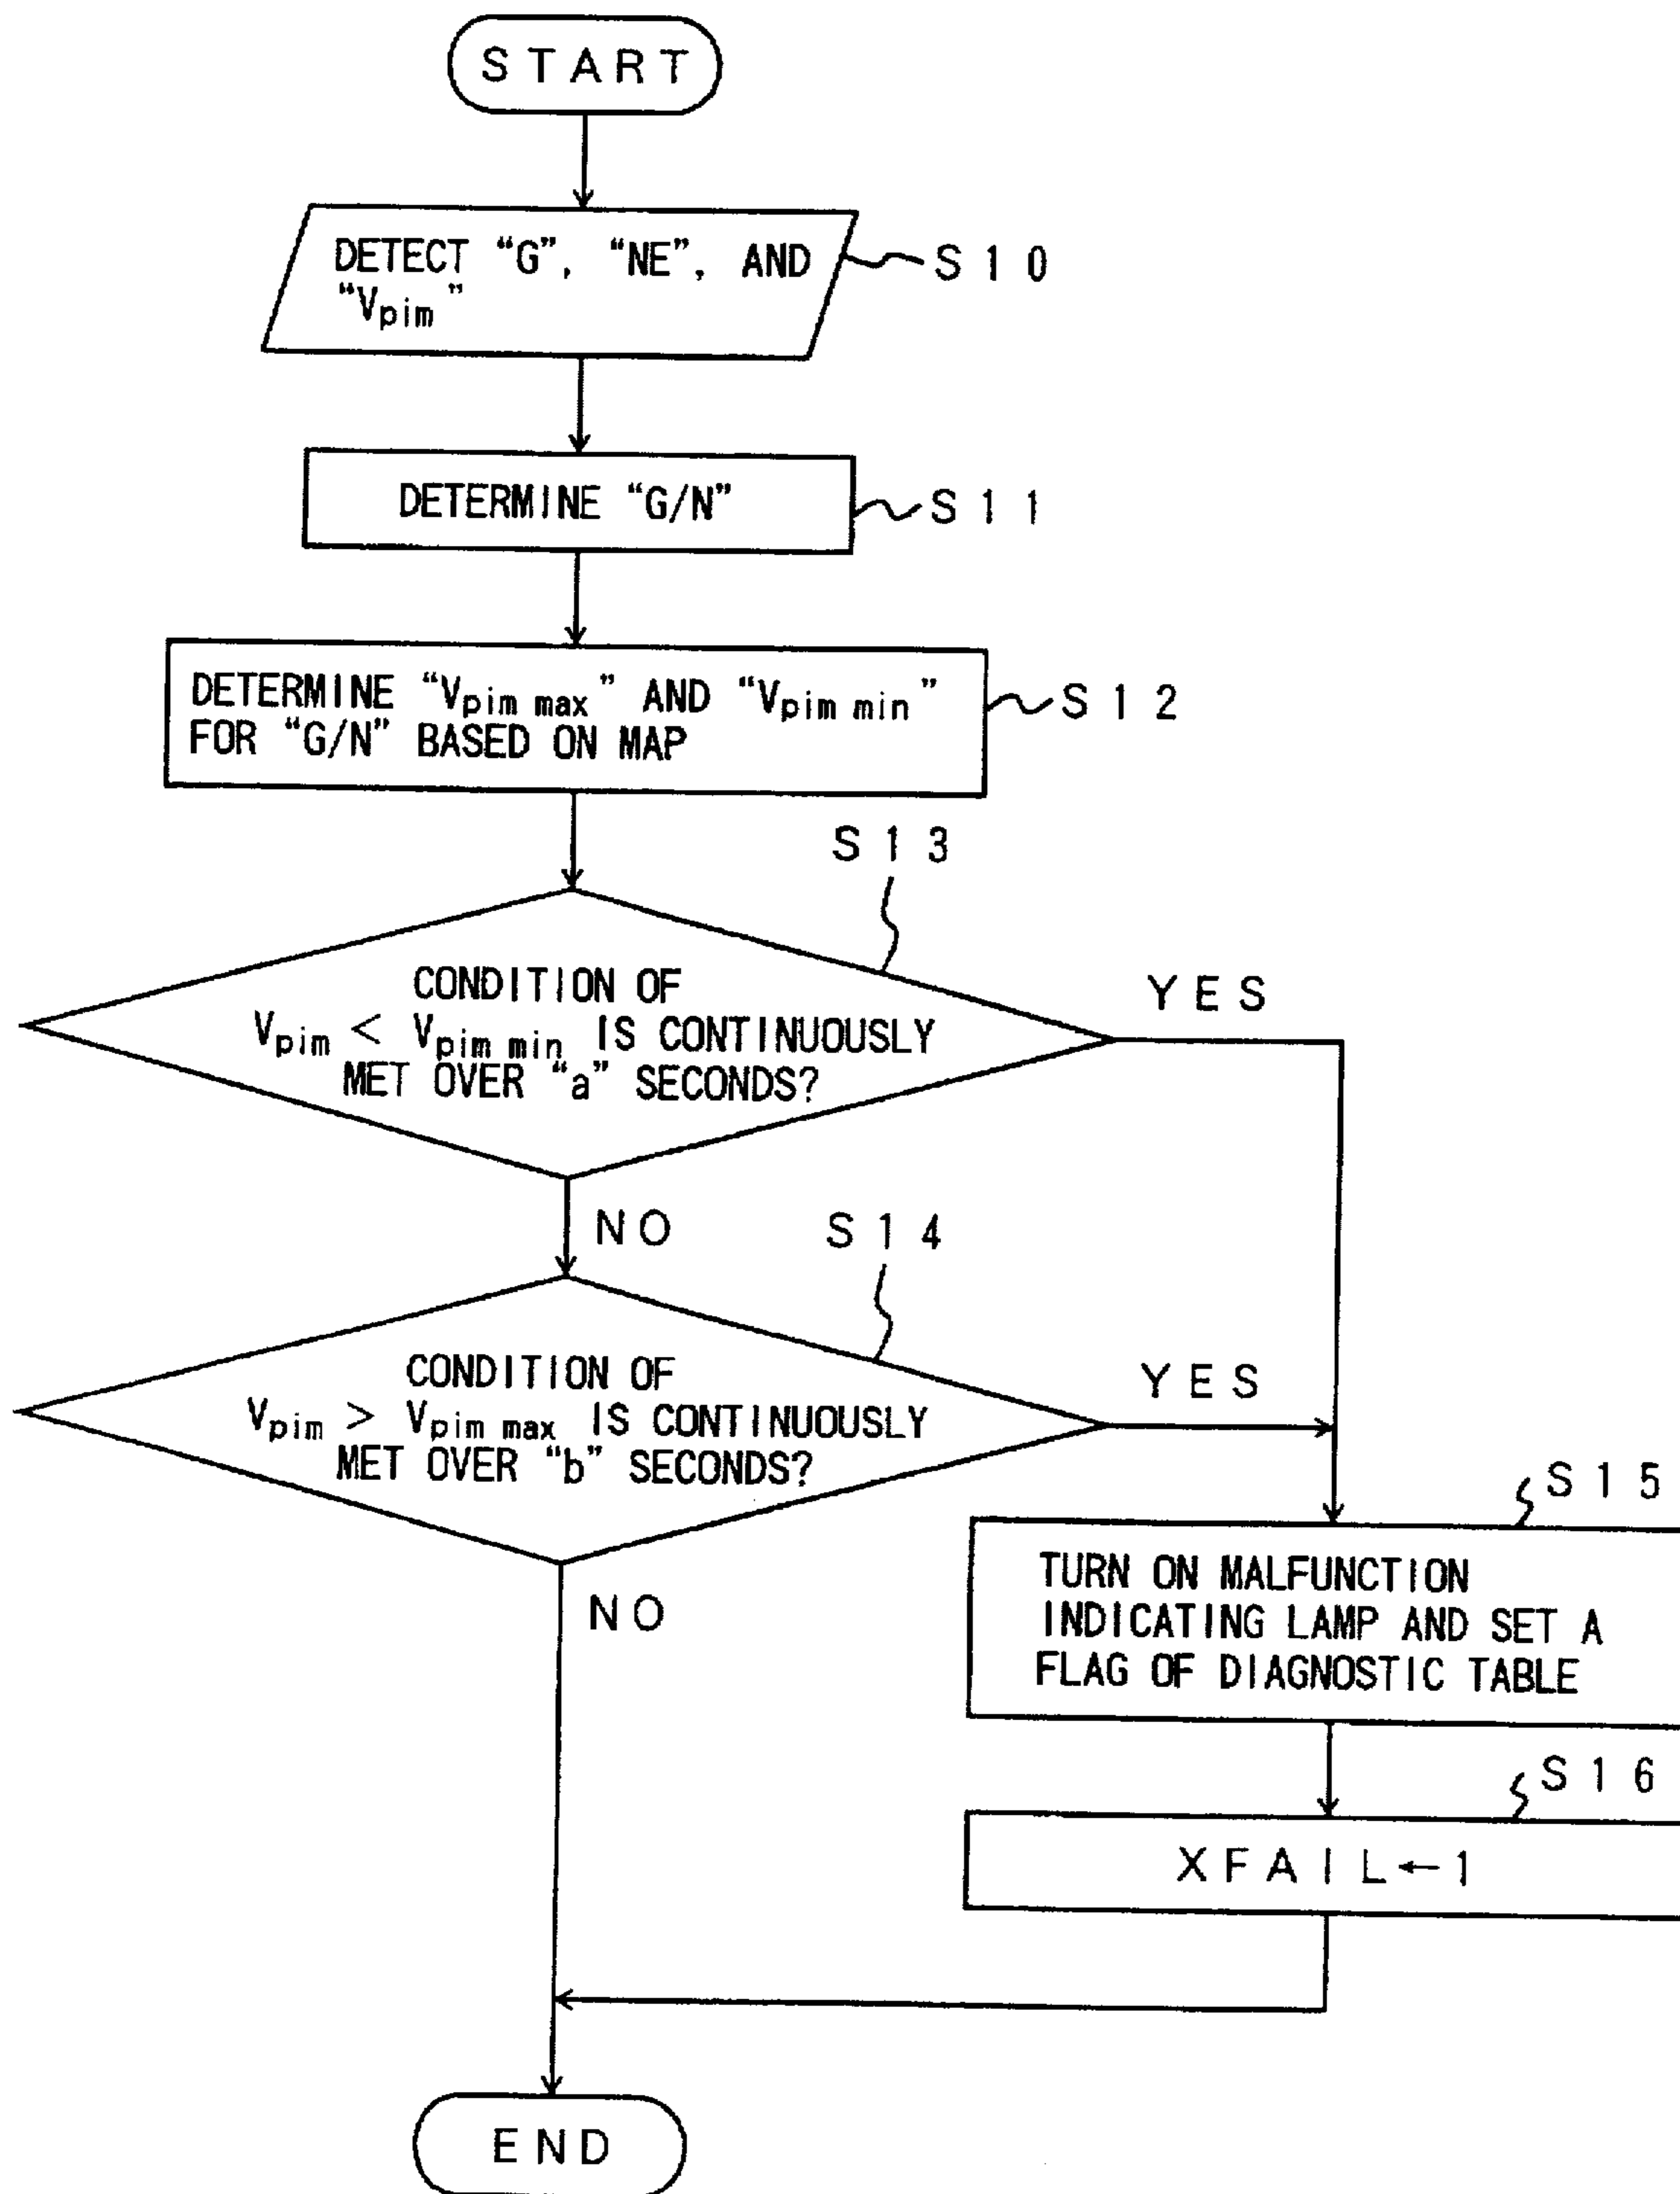 START
DETECT “G”, “NE”, AND
“Vpim”
S10
DETERMINE “G/N”
S11
DETERMINE “Vpim max” AND “Vpim min”
FOR “G/N” BASED ON MAP
S12
S13
CONDITION OF
Vpim < Vpim min IS CONTINUOUSLY
MET OVER “a” SECONDS?
YES
NO
S14
CONDITION OF
Vpim > Vpim max IS CONTINUOUSLY
MET OVER “b” SECONDS?
YES
NO
S15
TURN ON MALFUNCTION
INDICATING LAMP AND SET A
FLAG OF DIAGNOSTIC TABLE
S16
XFAIL←1
END